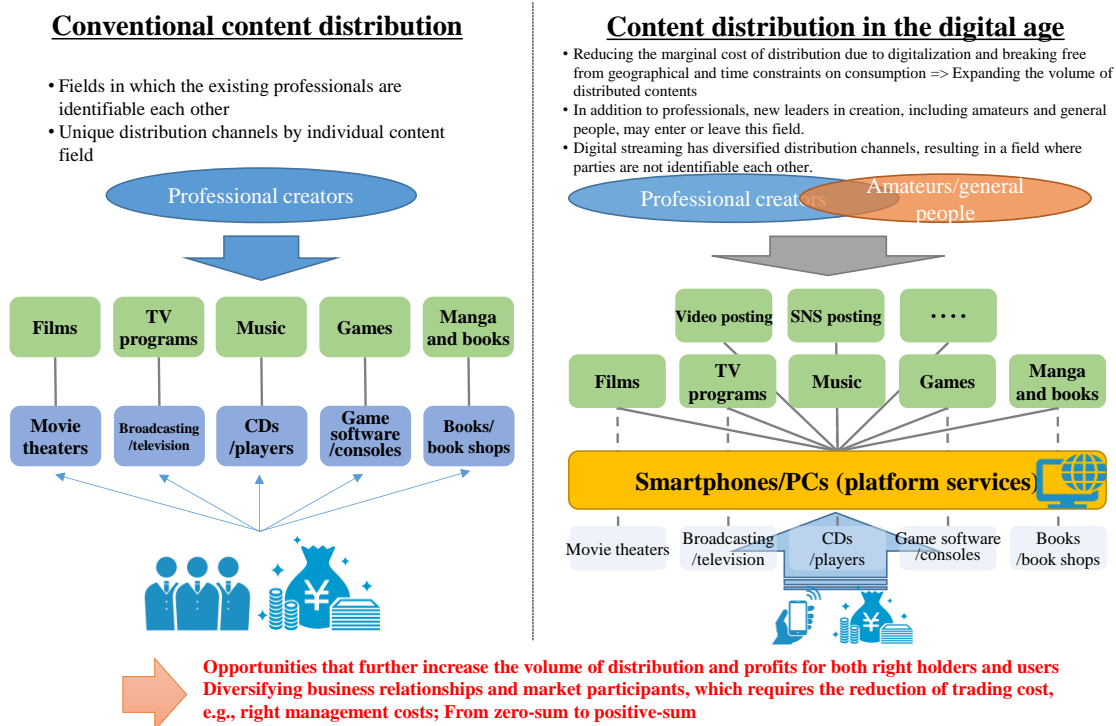 Conventional content distribution
• Fields in which the existing professionals are
identifiable each other
• Unique distribution channels by individual content
field
Professional creators
Films
TV
programs
Music
Games
Manga
and books
Movie
theaters
Broadcasting
/television
CDs
/players
Game
software
/consoles
Books/
book shops
¥
Content distribution in the digital age
• Reducing the marginal cost of distribution due to digitalization and breaking free
from geographical and time constraints on consumption => Expanding the volume of
distributed contents
• In addition to professionals, new leaders in creation, including amateurs and general
people, may enter or leave this field.
• Digital streaming has diversified distribution channels, resulting in a field where
parties are not identifiable each other.
Professional creators
Amateurs/general
people
Video posting
SNS posting
····
Films
TV
programs
Music
Games
Manga
and books
Smartphones/PCs (platform services)
Movie theaters
Broadcasting
/television
CDs
/players
Game software
/consoles
Books
/book shops
¥
Opportunities that further increase the volume of distribution and profits for both right holders and users
Diversifying business relationships and market participants, which requires the reduction of trading cost,
e.g., right management costs; From zero-sum to positive-sum